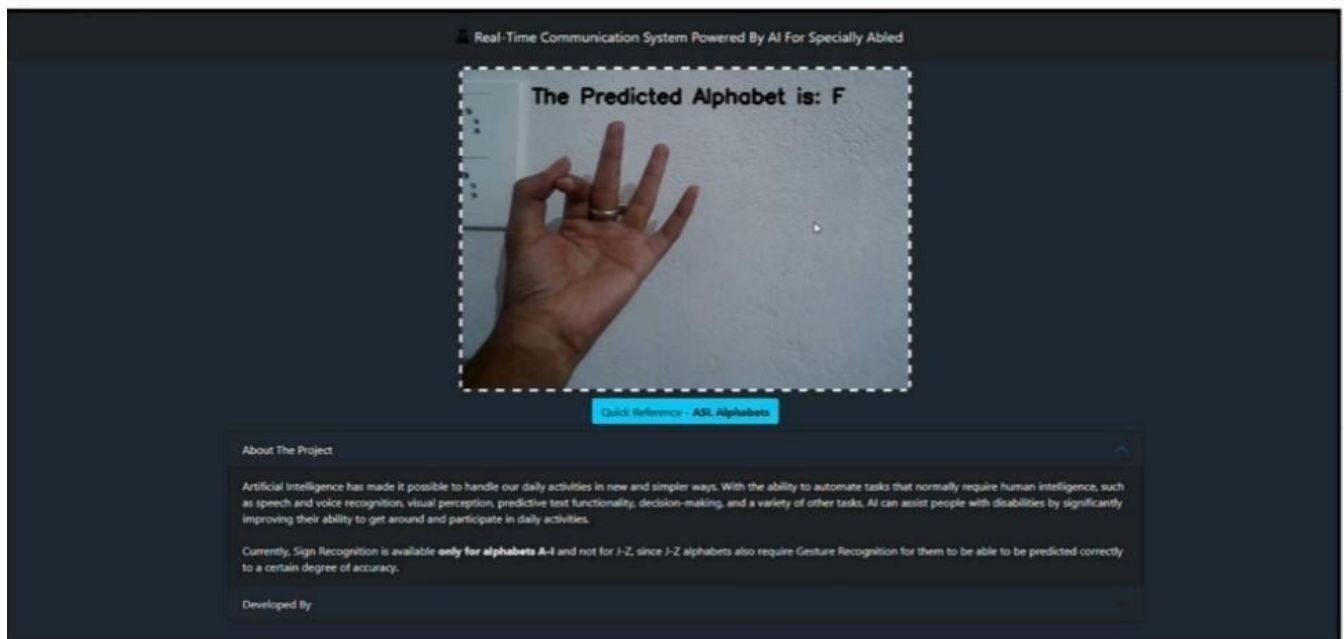 Real-Time Communication System Powered By AI For Specially Abled
The Predicted Alphabet is: F
Quick Reference - ASL Alphabets
About The Project
Artificial Intelligence has made it possible to handle our daily activities in new and simpler ways. With the ability to automate tasks that normally require human intelligence, such
as speech and voice recognition, visual perception, predictive text functionality, decision-making, and a variety of other tasks, AI can assist people with disabilities by significantly
improving their ability to get around and participate in daily activities.
Currently, Sign Recognition is available only for alphabets A-I and not for J-Z, since J-Z alphabets also require Gesture Recognition for them to be able to be predicted correctly
to a certain degree of accuracy.
Developed By